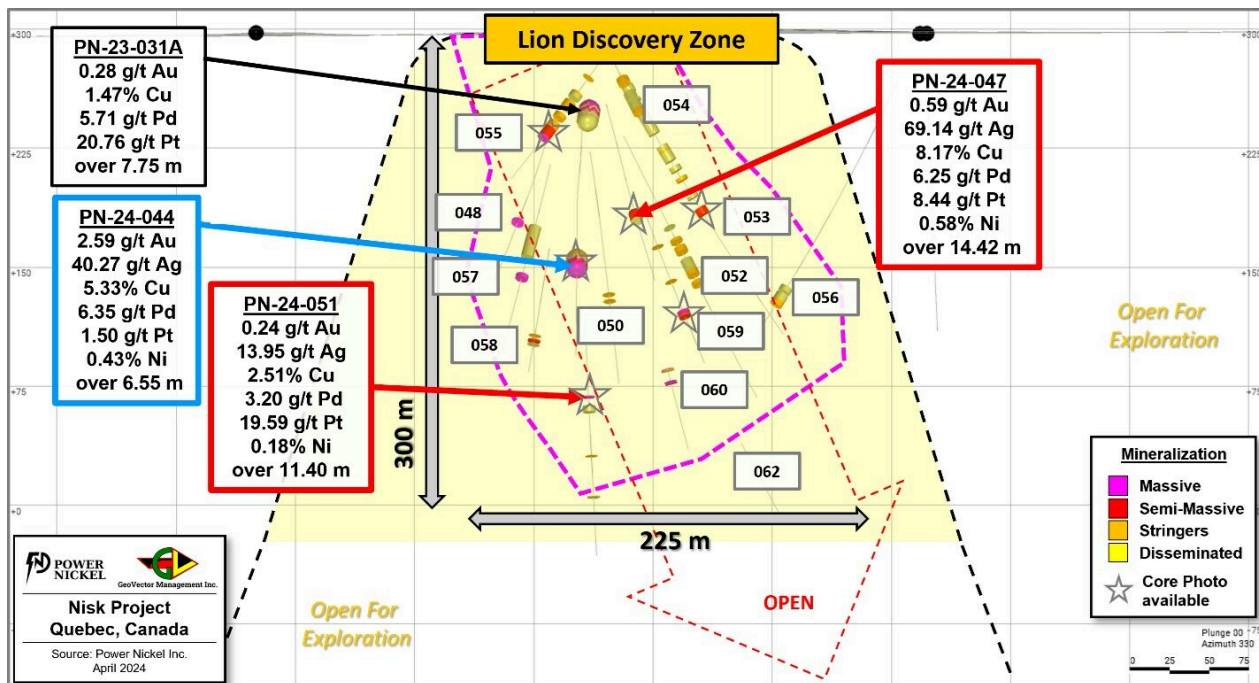 Lion Discovery Zone
PN-23-031A
0.28 g/t Au
1.47% Cu
5.71 g/t Pd
20.76 g/t Pt
over 7.75 m
PN-24-044
2.59 g/t Au
40.27 g/t Ag
5.33% Cu
6.35 g/t Pd
1.50 g/t Pt
0.43% Ni
over 6.55 m
PN-24-051
0.24 g/t Au
13.95 g/t Ag
2.51% Cu
3.20 g/t Pd
19.59 g/t Pt
0.18% Ni
over 11.40 m
PN-24-047
0.59 g/t Au
69.14 g/t Ag
8.17% Cu
6.25 g/t Pd
8.44 g/t Pt
0.58% Ni
over 14.42 m
054
055
048
053
057
052
056
050
059
058
060
062
300 m
225 m
OPEN
Open For
Exploration
Open For
Exploration
+300
+225
+150
+75
+0
+300
+225
+150
+75
+0
Mineralization
Massive
Semi-Massive
Stringers
Disseminated
Core Photo
available
POWER
NICKEL
GeoVector Management Inc.
Nisk Project
Quebec, Canada
Source: Power Nickel Inc.
April 2024
Plunge 00
Azimuth 330
0 25 50 75